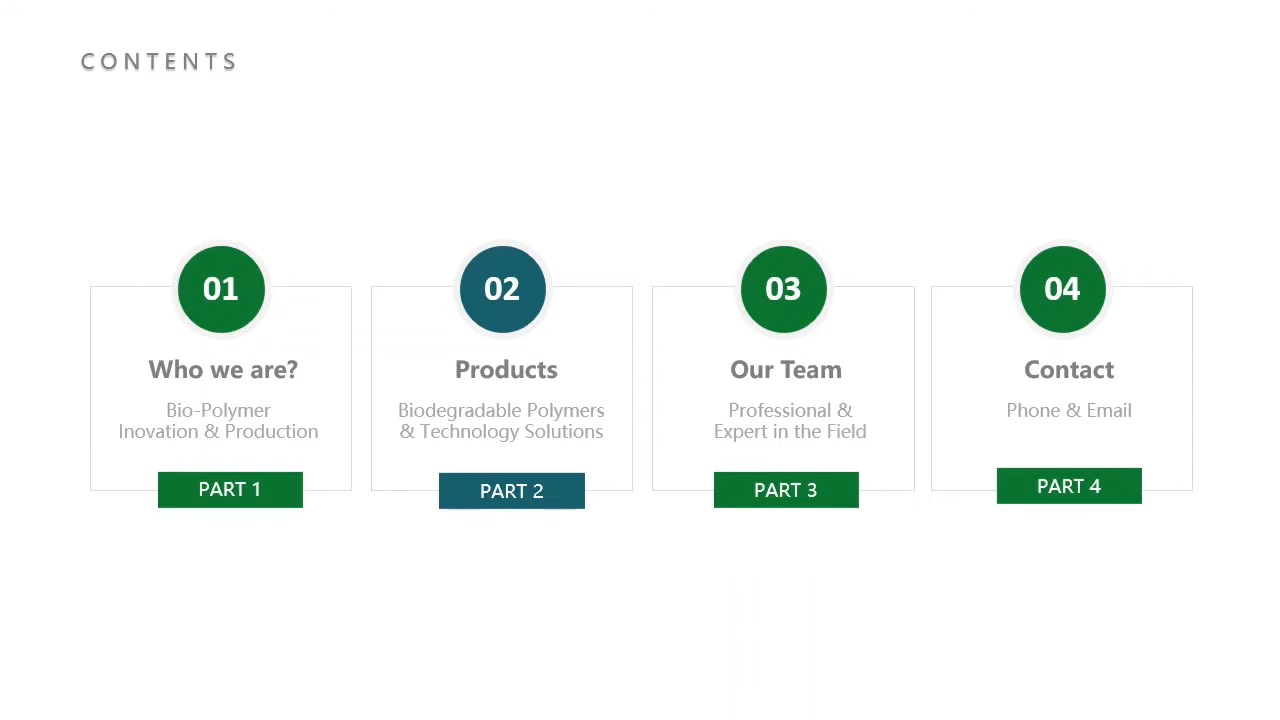 CONTENTS
01
Who we are?
Bio-Polymer
Inovation & Production
PART 1
02
Products
Biodegradable Polymers
& Technology Solutions
PART 2
03
Our Team
Professional &
Expert in the Field
PART 3
04
Contact
Phone & Email
PART 4